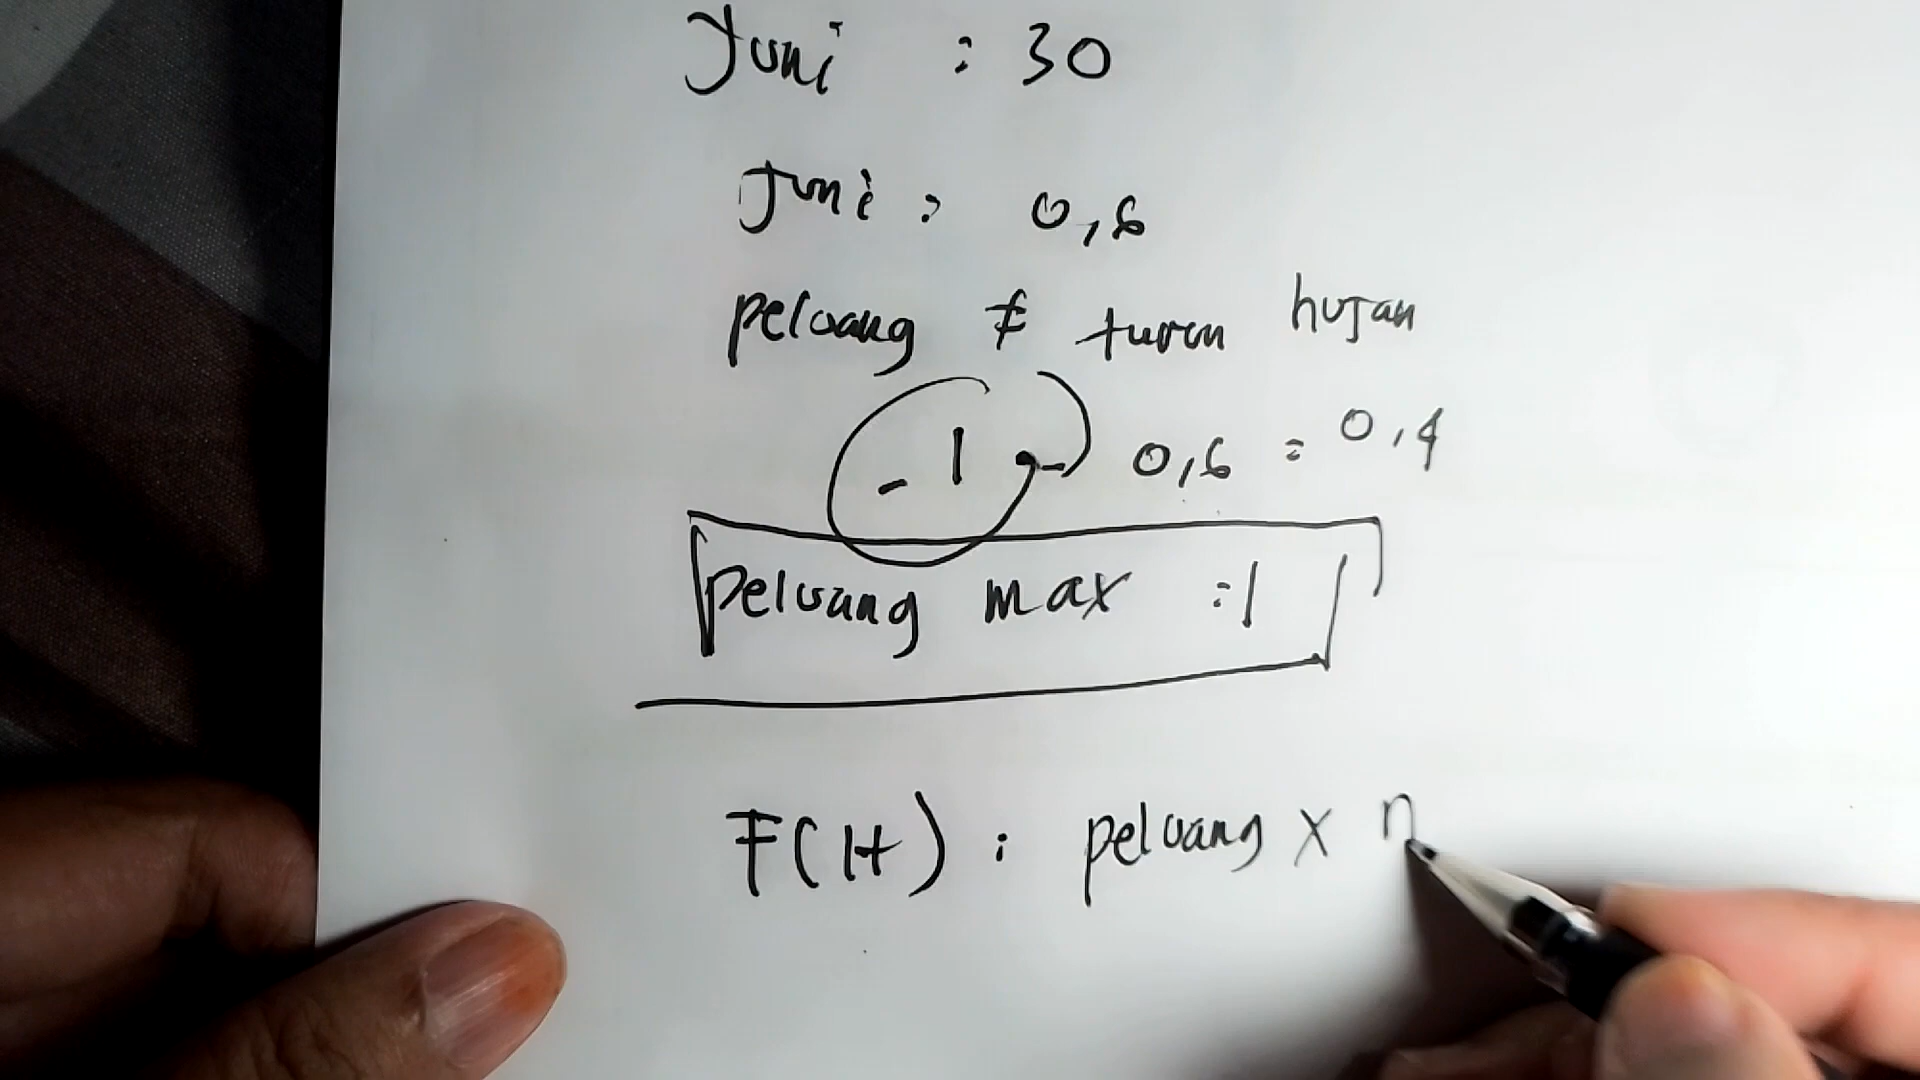 Juni : 30
Juni : 0,6
peluang ≠ turun hujan
- 1 - 0,6 = 0,4
peluang max : 1
F(H) : peluang x n